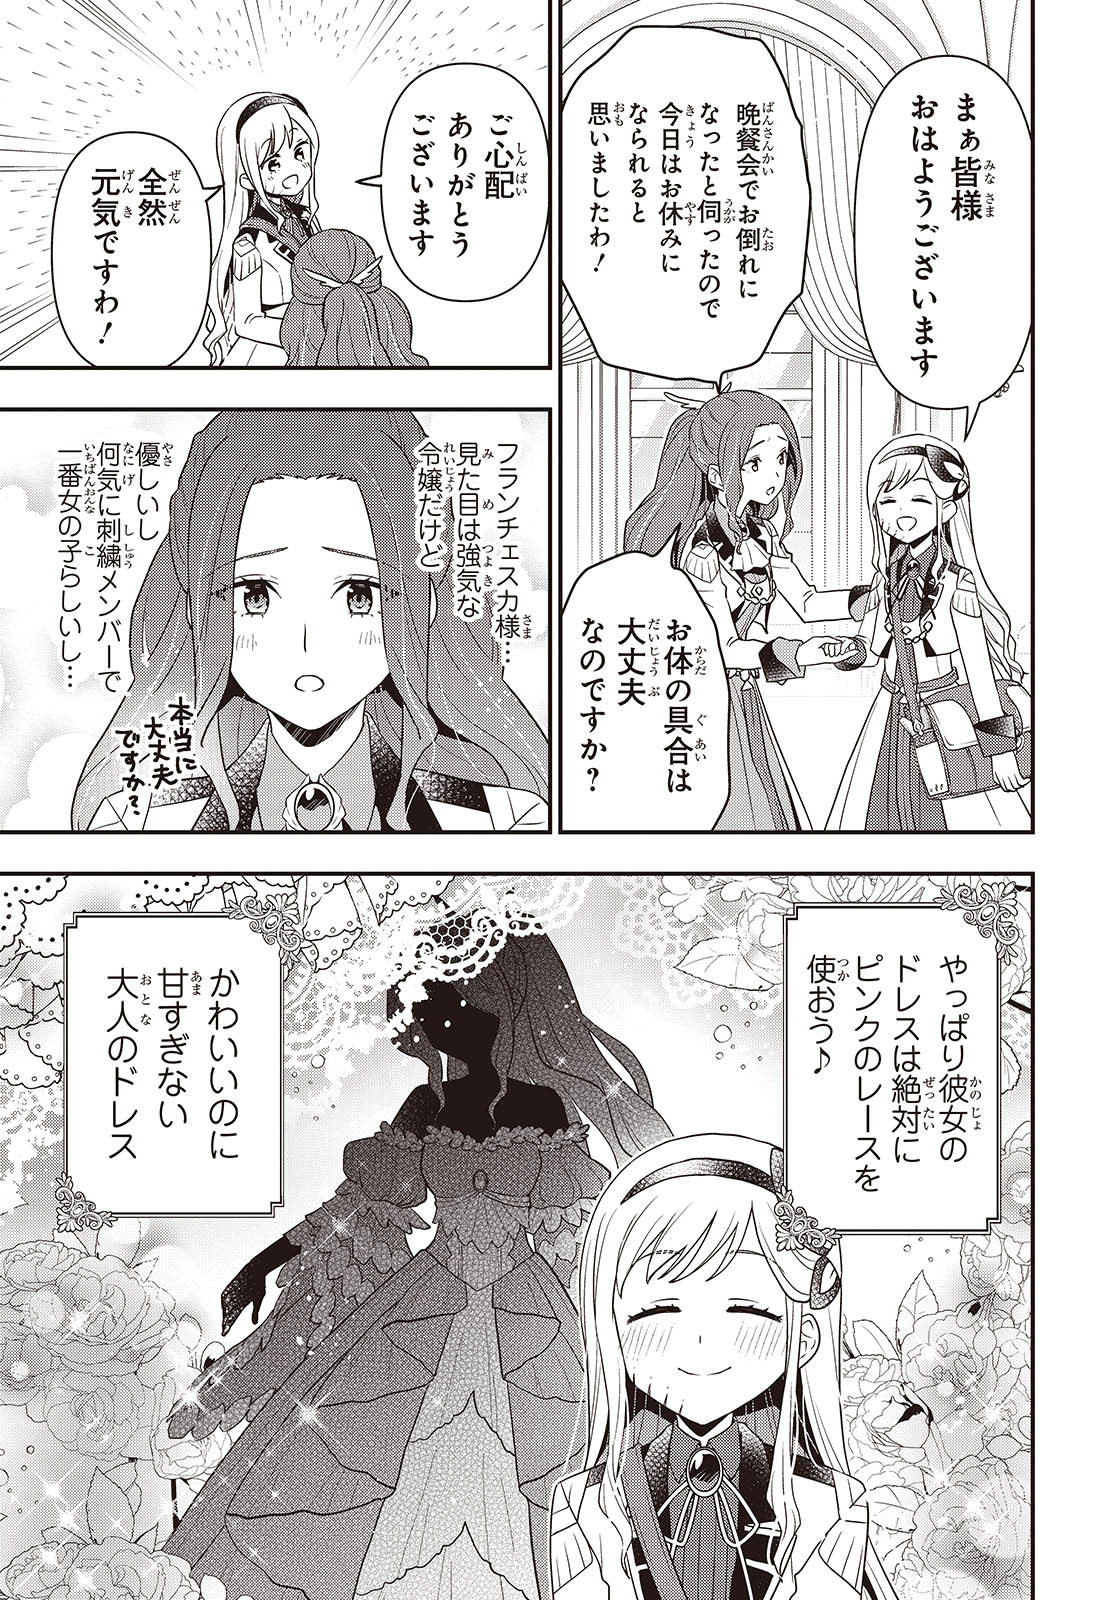 まぁ皆様
おはようございます
晩餐会でお倒れに
なったと伺ったので
今日はお休みに
なられると
思いましたわ！
お体の具合は
大丈夫
なのですか？
ご心配
ありがとう
ございます
全然
元気ですわ！
フランチェスカ様…
見た目は強気な
令嬢だけど
優しいし
何気に刺繍メンバーで
一番女の子らしいし…
本当に
大丈夫
ですか？
やっぱり彼女の
ドレスは絶対に
ピンクのレースを
使おう♪
かわいいのに
甘すぎない
大人のドレス